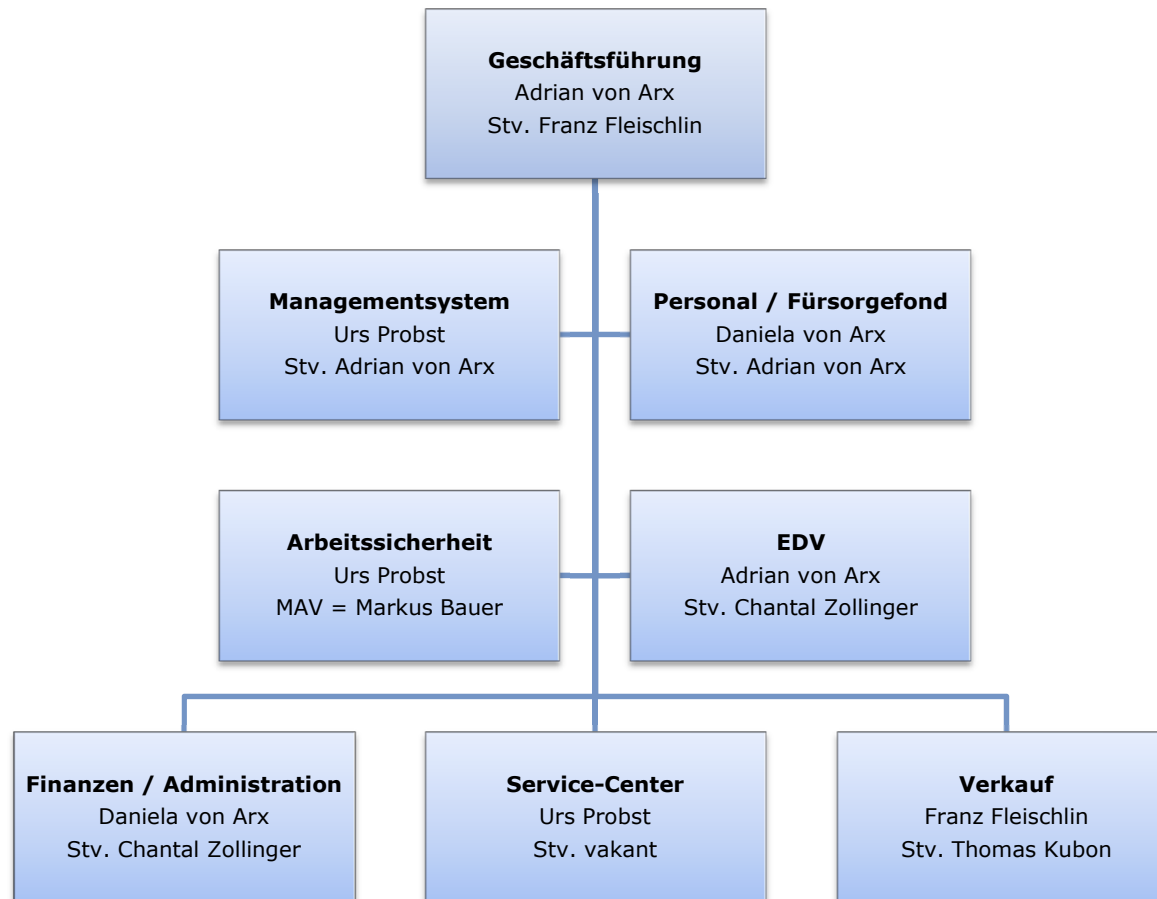 Geschäftsführung
Adrian von Arx
Stv. Franz Fleischlin
Managementsystem
Urs Probst
Stv. Adrian von Arx
Personal / Fürsorgefond
Daniela von Arx
Stv. Adrian von Arx
Arbeitssicherheit
Urs Probst
MAV = Markus Bauer
EDV
Adrian von Arx
Stv. Chantal Zollinger
Finanzen / Administration
Daniela von Arx
Stv. Chantal Zollinger
Service-Center
Urs Probst
Stv. vakant
Verkauf
Franz Fleischlin
Stv. Thomas Kubon